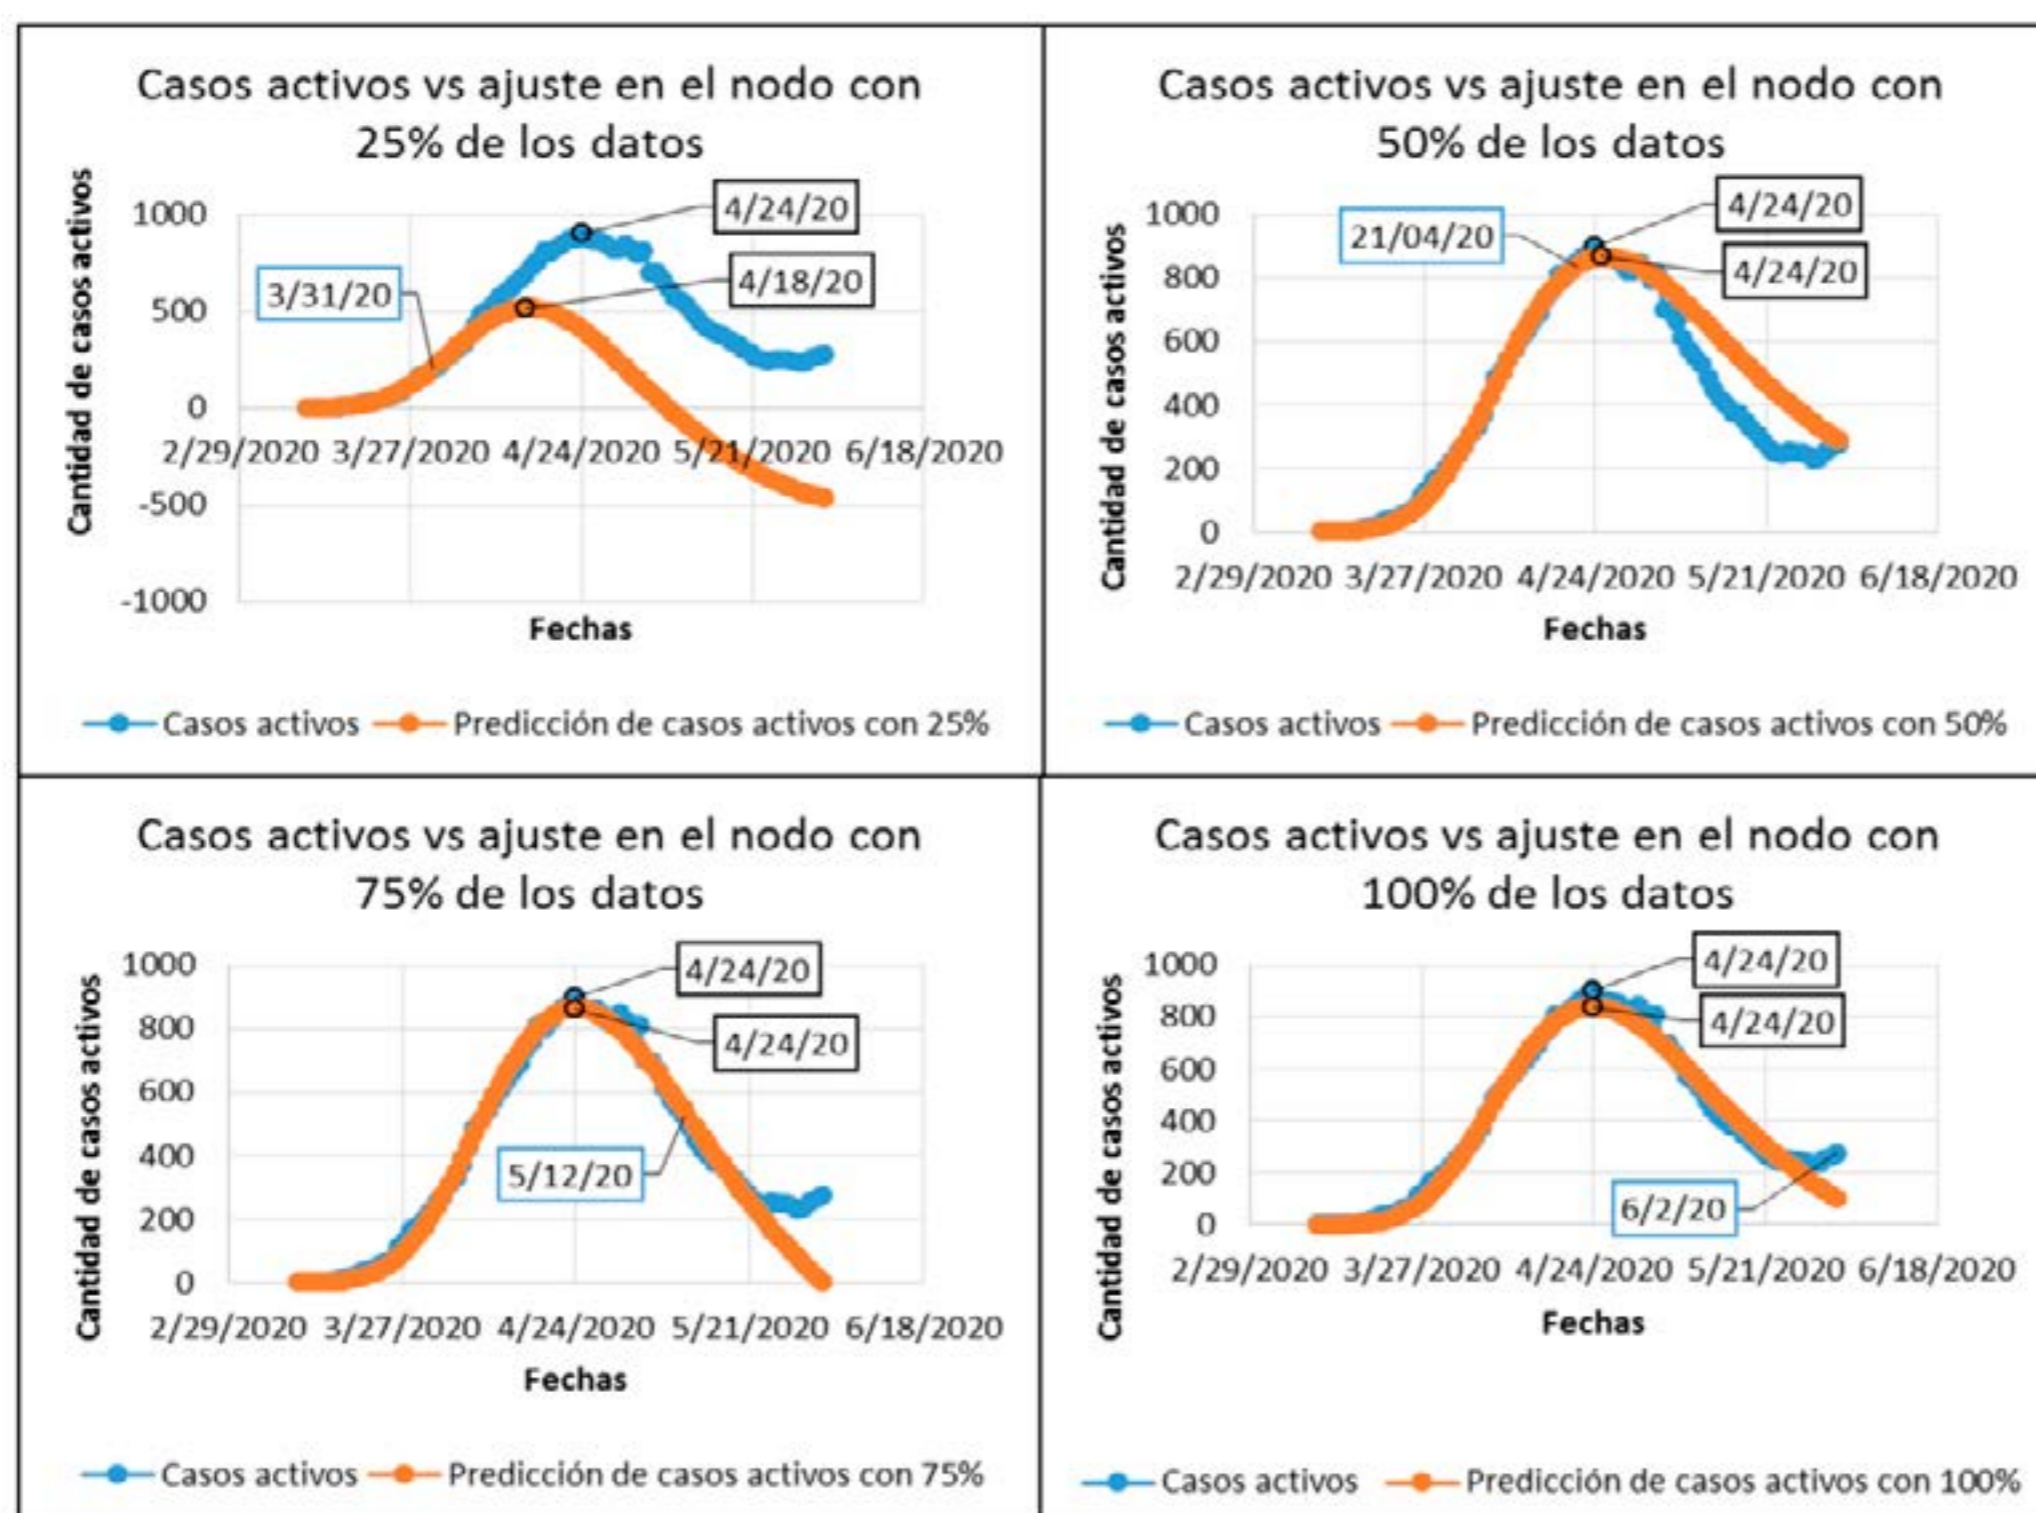 Casos activos vs ajuste en el nodo con
25% de los datos
Cantidad de casos activos
1000
500
0
-500
-1000
3/31/20
4/24/20
4/18/20
2/29/2020 3/27/2020 4/24/2020 5/21/2020 6/18/2020
Fechas
Casos activos Predicción de casos activos con 25%
Casos activos vs ajuste en el nodo con
50% de los datos
Cantidad de casos activos
1000
800
600
400
200
0
21/04/20
4/24/20
4/24/20
2/29/2020 3/27/2020 4/24/2020 5/21/2020 6/18/2020
Fechas
Casos activos Predicción de casos activos con 50%
Casos activos vs ajuste en el nodo con
75% de los datos
Cantidad de casos activos
1000
800
600
400
200
0
4/24/20
4/24/20
5/12/20
2/29/2020 3/27/2020 4/24/2020 5/21/2020 6/18/2020
Fechas
Casos activos Predicción de casos activos con 75%
Casos activos vs ajuste en el nodo con
100% de los datos
Cantidad de casos activos
1000
800
600
400
200
0
4/24/20
4/24/20
6/2/20
2/29/2020 3/27/2020 4/24/2020 5/21/2020 6/18/2020
Fechas
Casos activos Predicción de casos activos con 100%